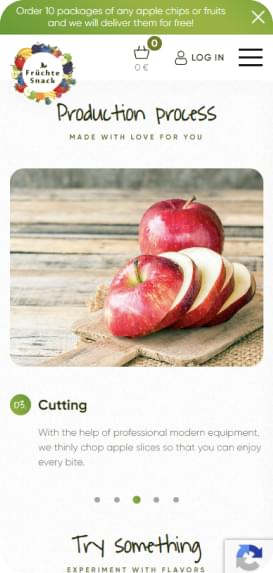 Order 10 packages of any apple chips or fruits
and we will deliver them for free!
Früchte
Snack
0
0 €
LOG IN
Production process
MADE WITH LOVE FOR YOU
05.
Cutting
With the help of professional modern equipment,
we thinly chop apple slices so that you can enjoy
every bite.
Try something
EXPERIMENT WITH FLAVORS